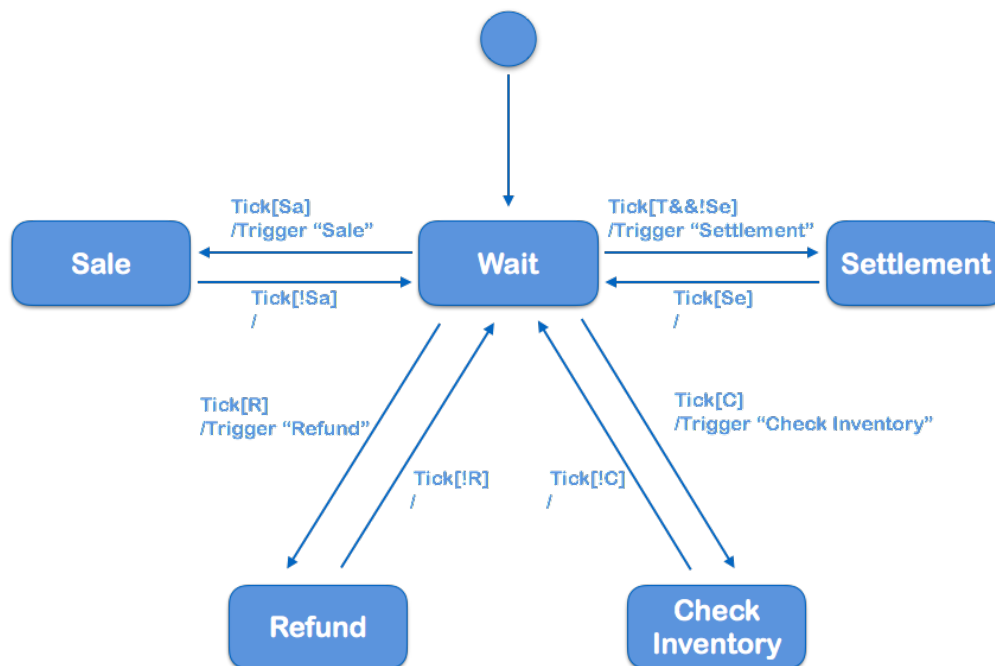 Tick[Sa]
/Trigger “Sale”
Tick[T&&!Se]
/Trigger “Settlement”
Sale
Wait
Settlement
Tick[!Sa]
/
Tick[Se]
/
Tick[R]
/Trigger “Refund”
Tick[C]
/Trigger “Check Inventory”
Tick[!R]
/
Tick[!C]
/
Refund
Check
Inventory